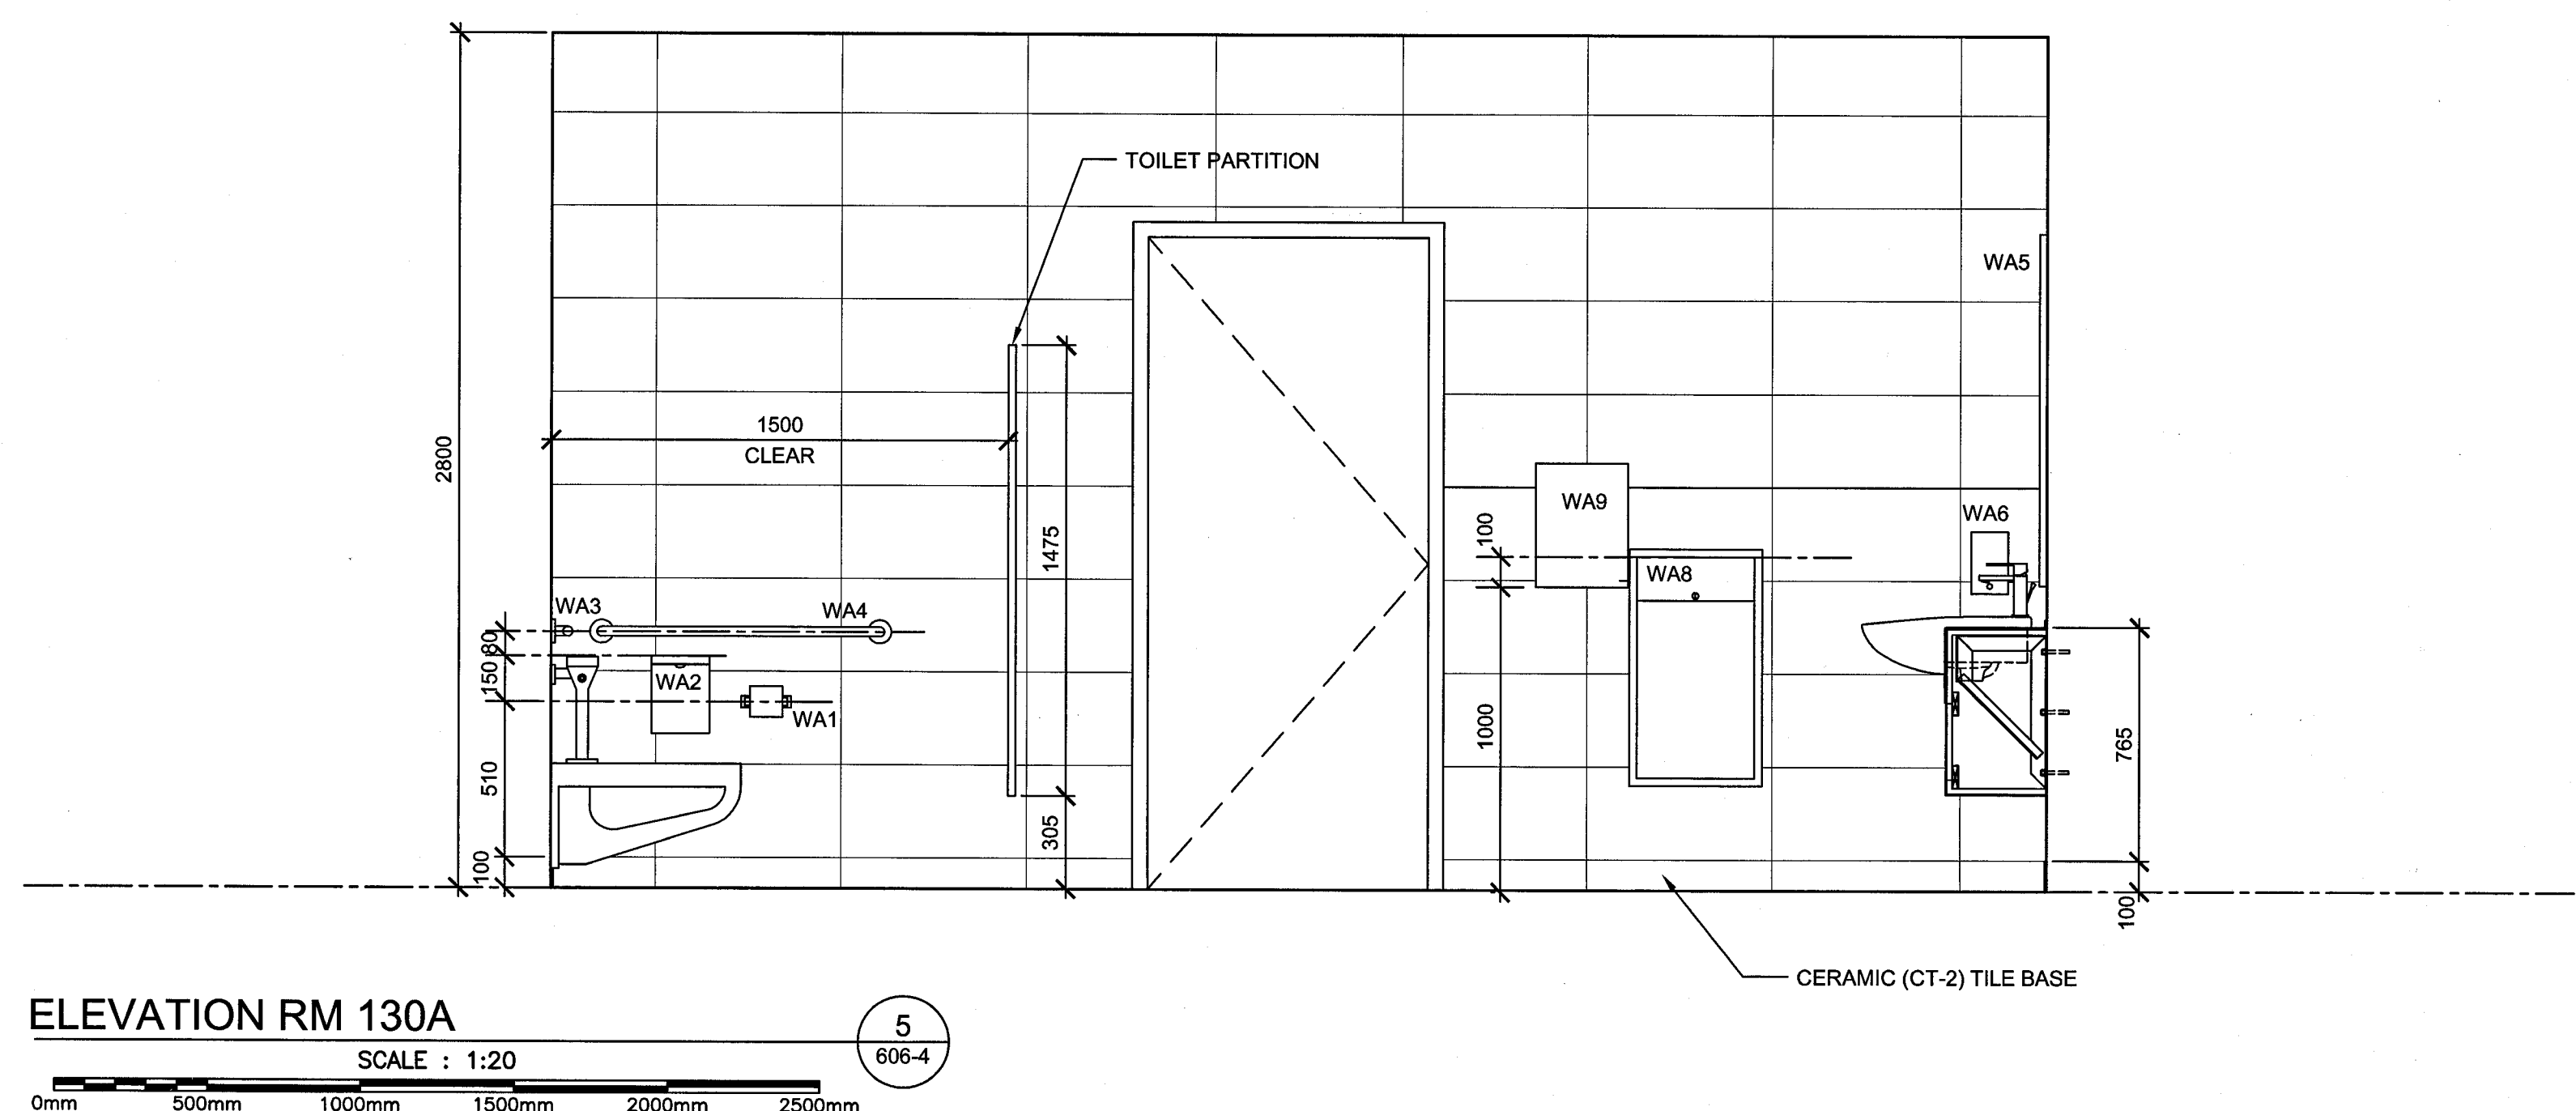 TOILET PARTITION
WA5
2800
1500
CLEAR
1475
305
WA3
WA4
80
150
WA2
WA1
510
100
WA9
100
WA8
1000
WA6
765
100
CERAMIC (CT-2) TILE BASE
ELEVATION RM 130A
5
606-4
SCALE : 1:20
0mm 500mm 1000mm 1500mm 2000mm 2500mm